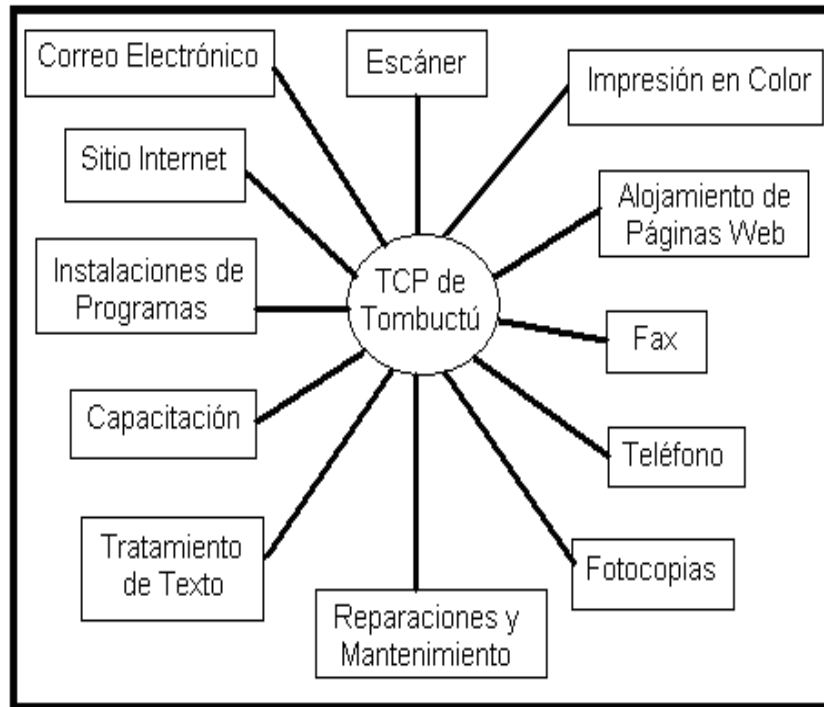 Correo Electrónico
Escáner
Impresión en Color
Sitio Internet
Alojamiento de
Páginas Web
Instalaciones de
Programas
TCP de
Tombuctú
Fax
Capacitación
Teléfono
Tratamiento
de Texto
Fotocopias
Reparaciones y
Mantenimiento